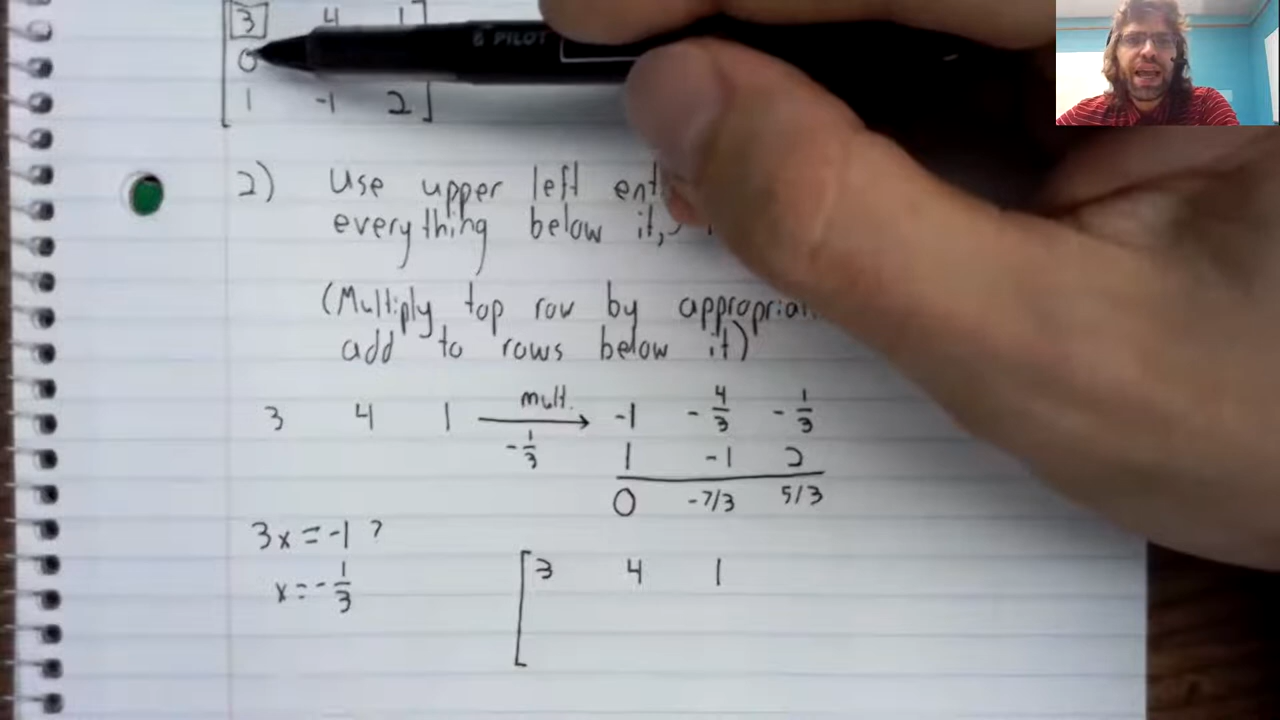 3 4 1
0
1 -1 2
2) Use upper left
everything below it,
(Multiply top row by
add to rows below it)
3 4 1 mult. -1/3 -1 -4/3 -1/3
1 -1 2
0 -7/3 5/3
3x = -1 ?
x = -1/3
3 4 1
PILOT